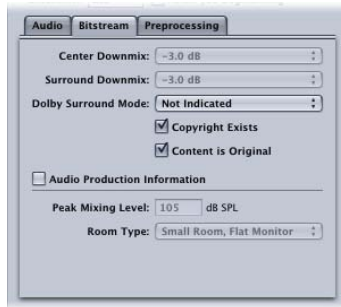 Audio Bitstream Preprocessing
Center Downmix: -3.0 dB
Surround Downmix: -3.0 dB
Dolby Surround Mode: Not Indicated
Copyright Exists
Content is Original
Audio Production Information
Peak Mixing Level: 105 dB SPL
Room Type: Small Room, Flat Monitor